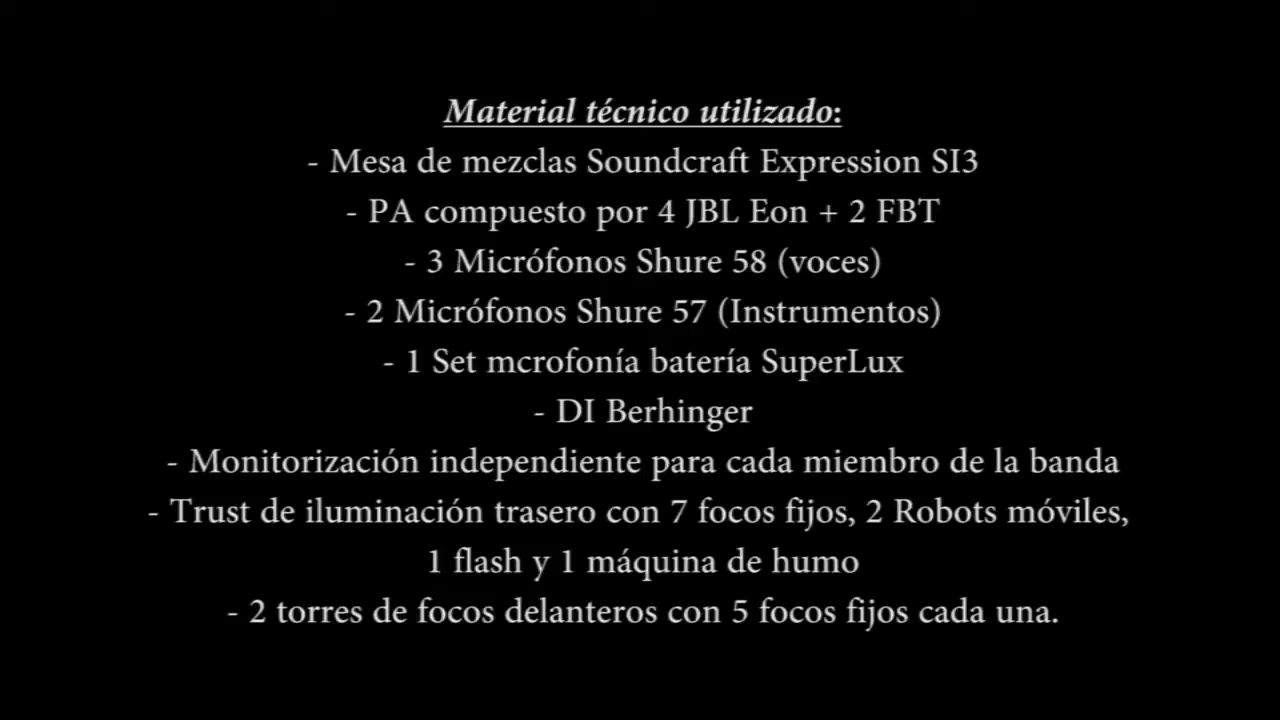 Material técnico utilizado:
- Mesa de mezclas Soundcraft Expression SI3
- PA compuesto por 4 JBL Eon + 2 FBT
- 3 Micrófonos Shure 58 (voces)
- 2 Micrófonos Shure 57 (Instrumentos)
- 1 Set mcrofonía batería SuperLux
- DI Berhinger
- Monitorización independiente para cada miembro de la banda
- Trust de iluminación trasero con 7 focos fijos, 2 Robots móviles,
1 flash y 1 máquina de humo
- 2 torres de focos delanteros con 5 focos fijos cada una.